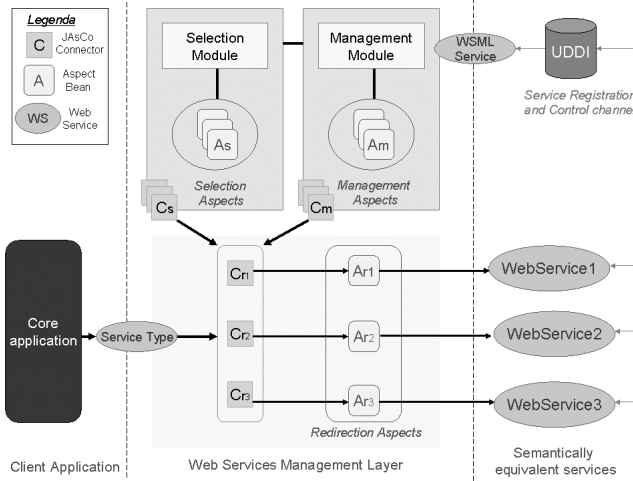 Legenda
C
JAsCo
Connector
A
Aspect
Bean
WS
Web
Service
Selection
Module
Management
Module
WSML
Service
UDDI
Service Registration
and Control channel
As
Am
Selection
Aspects
Management
Aspects
Cs
Cm
Core
application
Service Type
Cr1
Ar1
WebService1
Cr2
Ar2
WebService2
Cr3
Ar3
WebService3
Redirection Aspects
Client Application
Web Services Management Layer
Semantically
equivalent services